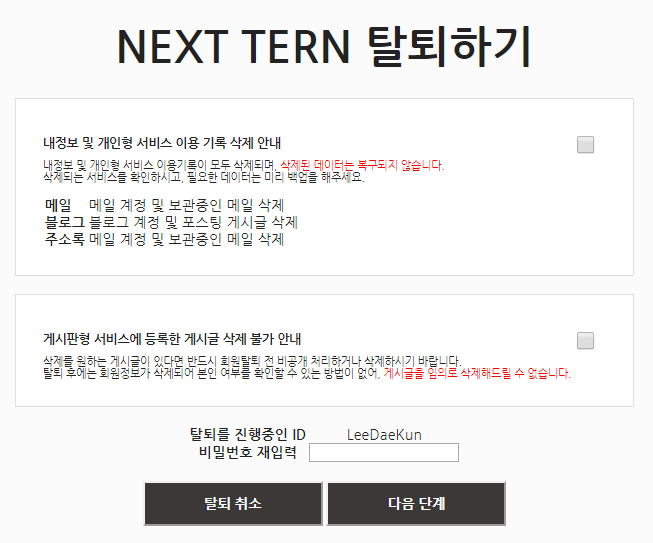 NEXT TERN 탈퇴하기
내정보 및 개인형 서비스 이용 기록 삭제 안내
내정보 및 개인형 서비스 이용기록이 모두 삭제되며, 삭제된 데이터는 복구되지 않습니다.
삭제되는 서비스를 확인하시고, 필요한 데이터는 미리 백업을 해주세요.
메일 메일 계정 및 보관중인 메일 삭제
블로그 블로그 계정 및 포스팅 게시글 삭제
주소록 메일 계정 및 보관중인 메일 삭제
게시판형 서비스에 등록한 게시글 삭제 불가 안내
삭제를 원하는 게시글이 있다면 반드시 회원탈퇴 전 비공개 처리하거나 삭제하시기 바랍니다.
탈퇴 후에는 회원정보가 삭제되어 본인 여부를 확인할 수 있는 방법이 없어, 게시글을 임의로 삭제해드릴 수 없습니다.
탈퇴를 진행중인 ID LeeDaeKun
비밀번호 재입력
탈퇴 취소 다음 단계